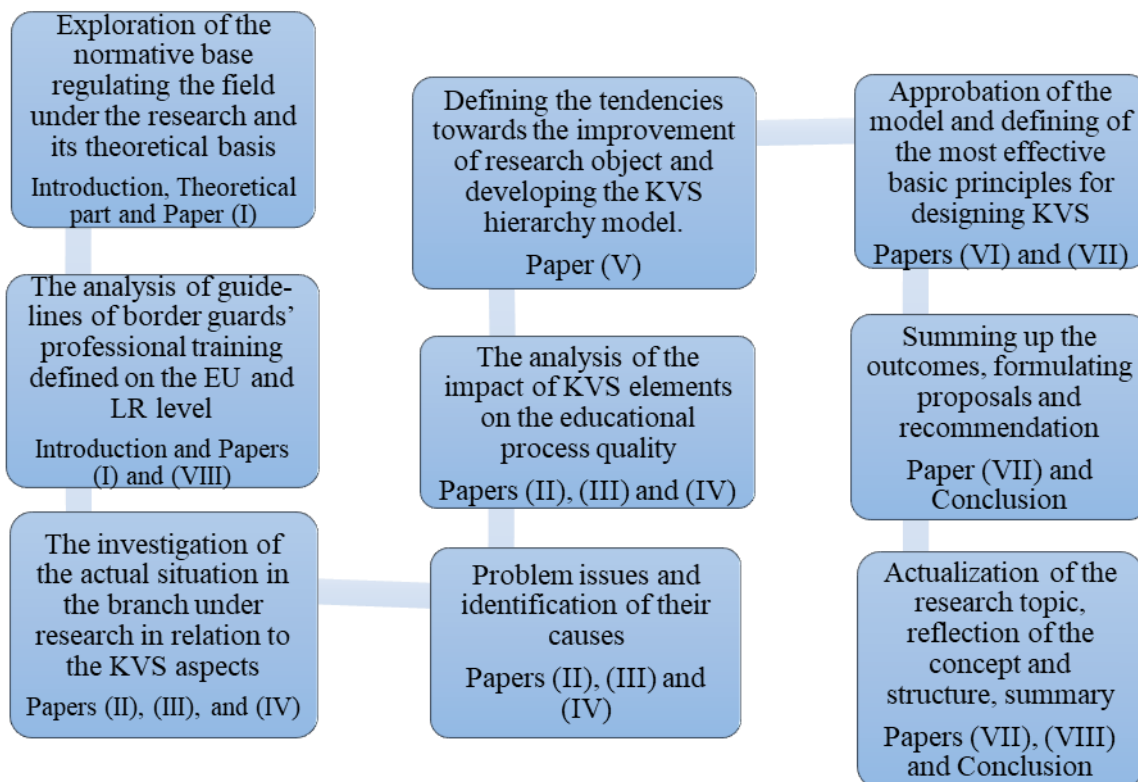 Exploration of the
normative base
regulating the field
under the research and
its theoretical basis
Introduction, Theoretical
part and Paper (I)
The analysis of guide-
lines of border guards’
professional training
defined on the EU and
LR level
Introduction and Papers
(I) and (VIII)
The investigation of
the actual situation in
the branch under
research in relation to
the KVS aspects
Papers (II), (III), and (IV)
Problem issues and
identification of their
causes
Papers (II), (III) and
(IV)
The analysis of the
impact of KVS elements
on the educational
process quality
Papers (II), (III) and (IV)
Defining the tendencies
towards the improvement
of research object and
developing the KVS
hierarchy model.
Paper (V)
Approbation of the
model and defining of
the most effective
basic principles for
designing KVS
Papers (VI) and (VII)
Summing up the
outcomes, formulating
proposals and
recommendation
Paper (VII) and
Conclusion
Actualization of the
research topic,
reflection of the
concept and
structure, summary
Papers (VII), (VIII)
and Conclusion